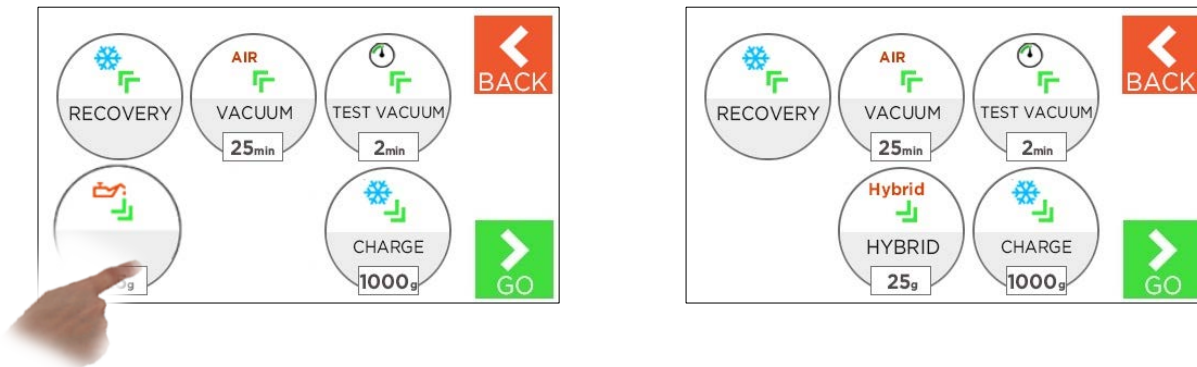 AIR
BACK
RECOVERY
VACUUM
TEST VACUUM
25min
2min
CHARGE
1000g
GO
AIR
BACK
RECOVERY
VACUUM
TEST VACUUM
25min
2min
Hybrid
HYBRID
CHARGE
25g
1000g
GO